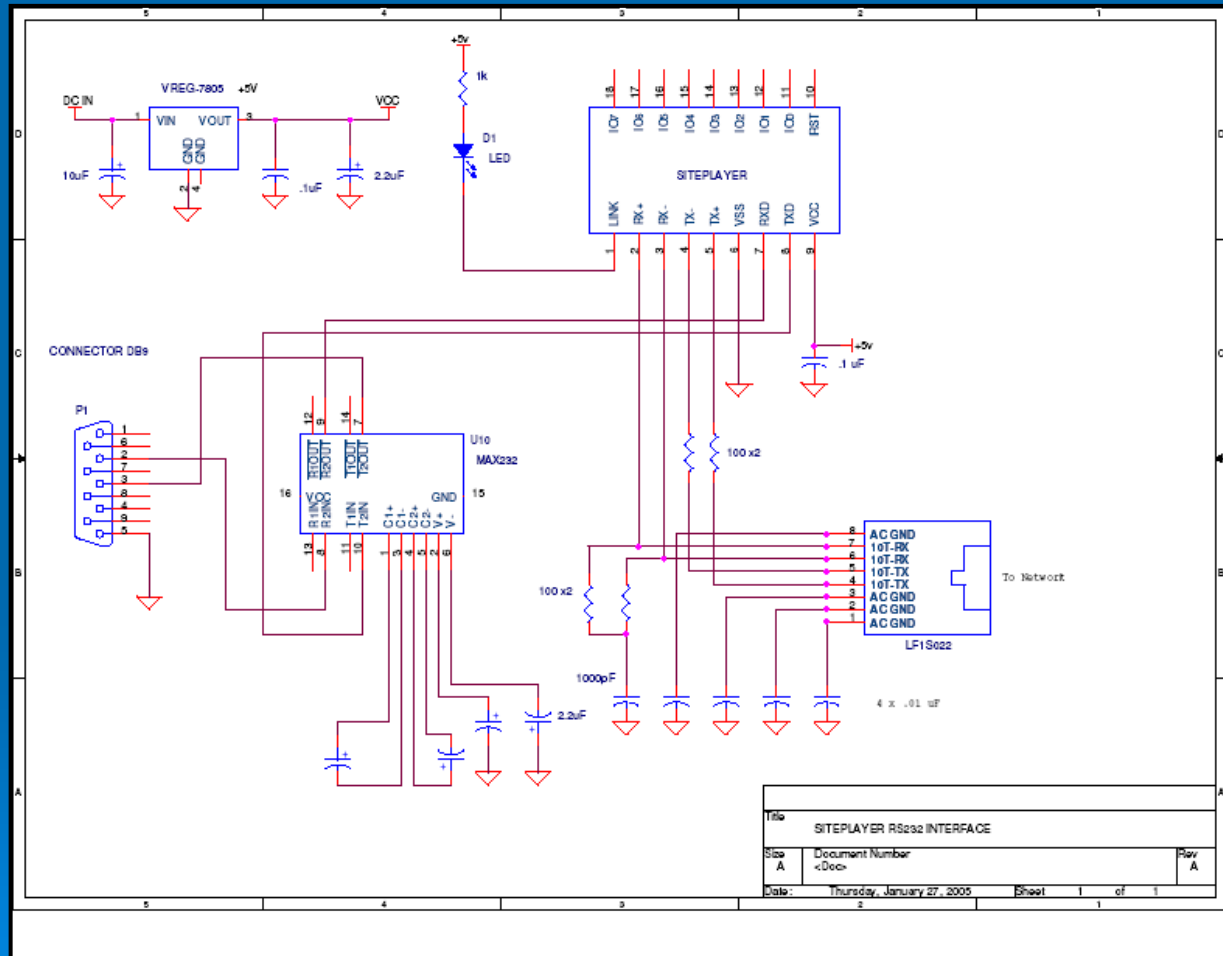 5 4 3 2 1
D
C
B
A
DC IN
VREG-7805
+5V
VCC
1 VIN VOUT 3
GND
GND
2 4
10uF
.1uF
2.2uF
+5v
1k
D1
LED
18 17 16 15 14 13 12 11 10
IO7 IO6 IO5 IO4 IO3 IO2 IO1 IO0 RST
SITEPLAYER
LINK RX+ RX- TX- TX+ VSS RXD TXD VCC
1 2 3 4 5 6 7 8 9
+5v
.1 uF
CONNECTOR DB9
P1
1
6
2
7
3
8
4
9
5
12 9 14 7
R1OUT R2OUT T1OUT T2OUT
U10
MAX232
16 VCC GND 15
R1IN R2IN T1IN T2IN C1+ C1- C2+ C2- V+ V-
13 8 11 10 1 3 4 5 2 6
100 x2
8 AC GND
7 10T-RX
6 10T-RX
5 10T-TX
4 10T-TX
3 AC GND
2 AC GND
1 AC GND
To Network
LF1S022
100 x2
1000pF
4 x .01 uF
2.2uF
Title
SITEPLAYER RS232 INTERFACE
Size
A
Document Number
<Doc>
Rev
A
Date: Thursday, January 27, 2005 Sheet 1 of 1
5 4 3 2 1
D
C
B
A